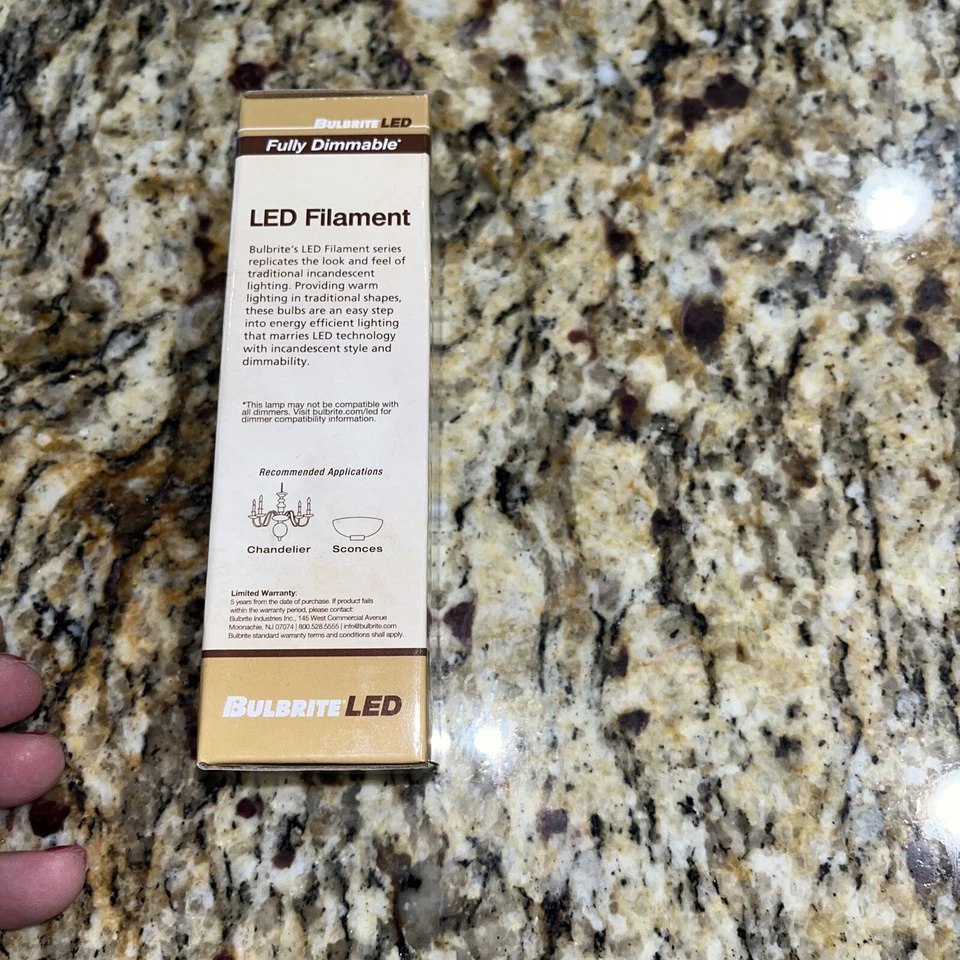 BULBRITE LED
Fully Dimmable*
LED Filament
Bulbrite's LED Filament series
replicates the look and feel of
traditional incandescent
lighting. Providing warm
lighting in traditional shapes,
these bulbs are an easy step
into energy efficient lighting
that marries LED technology
with incandescent style and
dimmability.
*This lamp may not be compatible with
all dimmers. Visit bulbrite.com/led for
dimmer compatibility information.
Recommended Applications
Chandelier Sconces
Limited Warranty:
5 years from the date of purchase. If product fails
within the warranty period, please contact:
Bulbrite Industries Inc., 145 West Commercial Avenue
Moonachie, NJ 07074 | 800.528.5555 | info@bulbrite.com
Bulbrite standard warranty terms and conditions shall apply.
BULBRITE LED